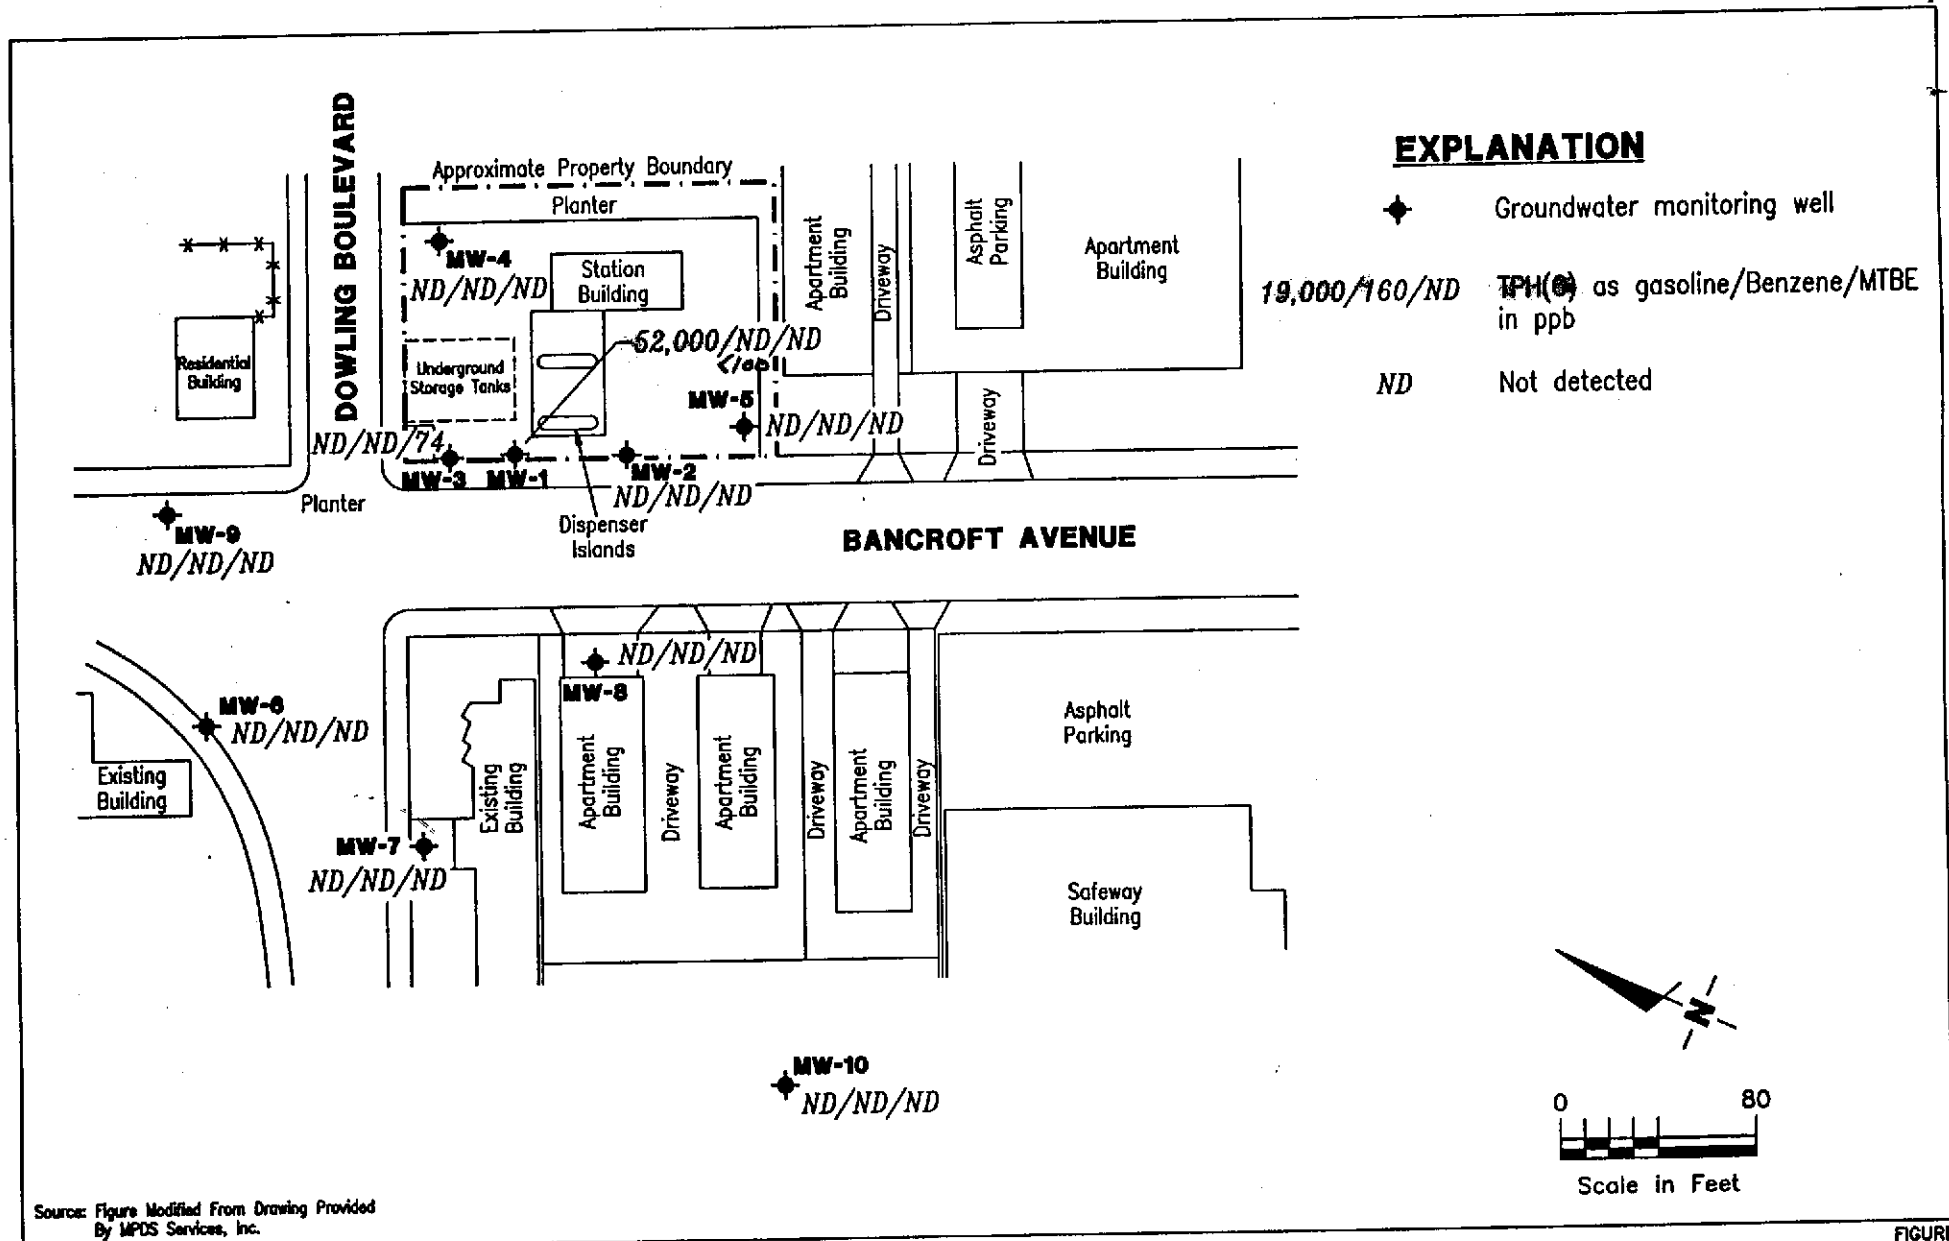 EXPLANATION
Groundwater monitoring well
19,000/160/ND
TPH(G) as gasoline/Benzene/MTBE
in ppb
ND
Not detected
DOWLING BOULEVARD
Approximate Property Boundary
Planter
MW-4
ND/ND/ND
Station
Building
Apartment
Building
Driveway
Asphalt
Parking
Apartment
Building
Residential
Building
Underground
Storage Tanks
52,000/ND/ND
<100
MW-5
ND/ND/ND
Driveway
ND/ND/74
MW-3
MW-1
MW-2
ND/ND/ND
Planter
Dispenser
Islands
MW-9
ND/ND/ND
BANCROFT AVENUE
ND/ND/ND
MW-8
MW-6
ND/ND/ND
Existing
Building
MW-7
ND/ND/ND
Existing
Building
Apartment
Building
Driveway
Apartment
Building
Driveway
Apartment
Building
Driveway
Asphalt
Parking
Safeway
Building
MW-10
ND/ND/ND
N
0 80
Scale in Feet
Source: Figure Modified From Drawing Provided
By MPDS Services, Inc.
FIGURE